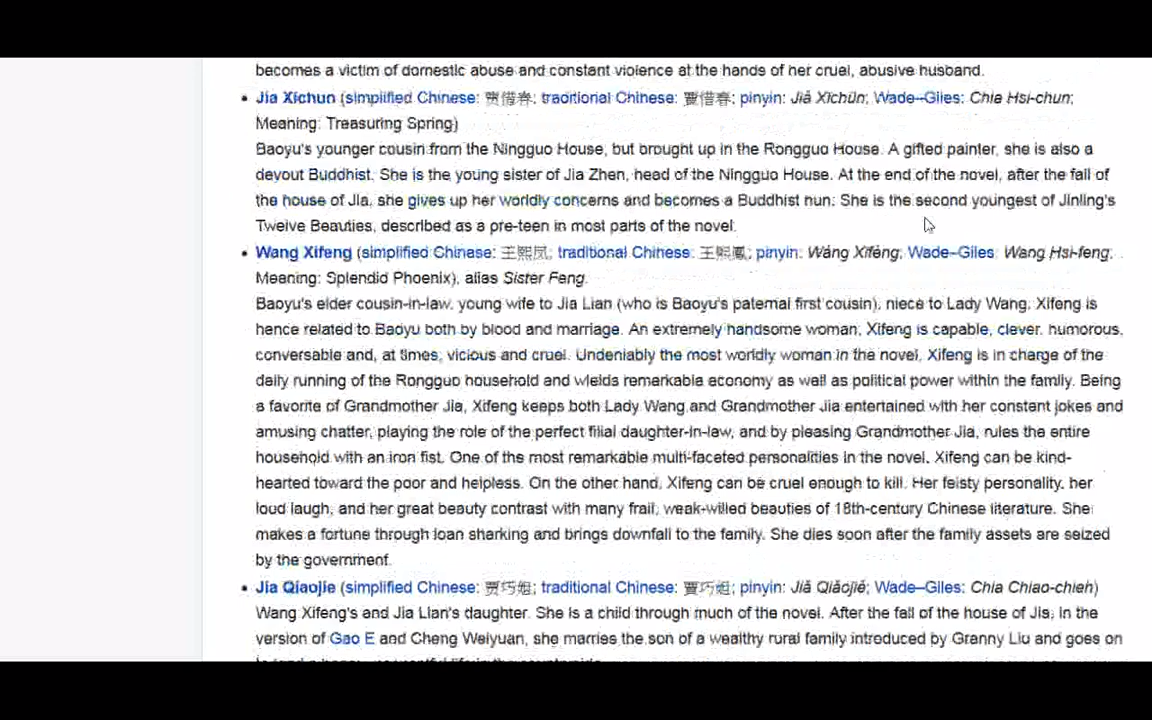 becomes a victim of domestic abuse and constant violence at the hands of her cruel, abusive husband.
• Jia Xichun (simplified Chinese: 贾惜春; traditional Chinese: 賈惜春; pinyin: Jiǎ Xīchūn; Wade–Giles: Chia Hsi-chun;
Meaning: Treasuring Spring)
Baoyu's younger cousin from the Ningguo House, but brought up in the Rongguo House. A gifted painter, she is also a
devout Buddhist. She is the young sister of Jia Zhen, head of the Ningguo House. At the end of the novel, after the fall of
the house of Jia, she gives up her worldly concerns and becomes a Buddhist nun. She is the second youngest of Jinling's
Twelve Beauties, described as a pre-teen in most parts of the novel.
• Wang Xifeng (simplified Chinese: 王熙凤; traditional Chinese: 王熙鳳; pinyin: Wáng Xīfèng; Wade–Giles: Wang Hsi-feng;
Meaning: Splendid Phoenix), alias Sister Feng.
Baoyu's elder cousin-in-law, young wife to Jia Lian (who is Baoyu's paternal first cousin), niece to Lady Wang. Xifeng is
hence related to Baoyu both by blood and marriage. An extremely handsome woman, Xifeng is capable, clever, humorous,
conversable and, at times, vicious and cruel. Undeniably the most worldly woman in the novel, Xifeng is in charge of the
daily running of the Rongguo household and wields remarkable economy as well as political power within the family. Being
a favorite of Grandmother Jia, Xifeng keeps both Lady Wang and Grandmother Jia entertained with her constant jokes and
amusing chatter, playing the role of the perfect filial daughter-in-law, and by pleasing Grandmother Jia, rules the entire
household with an iron fist. One of the most remarkable multi-faceted personalities in the novel, Xifeng can be kind-
hearted toward the poor and helpless. On the other hand, Xifeng can be cruel enough to kill. Her feisty personality, her
loud laugh, and her great beauty contrast with many frail, weak-willed beauties of 18th-century Chinese literature. She
makes a fortune through loan sharking and brings downfall to the family. She dies soon after the family assets are seized
by the government.
• Jia Qiaojie (simplified Chinese: 贾巧姐; traditional Chinese: 賈巧姐; pinyin: Jiǎ Qiǎojiě; Wade–Giles: Chia Chiao-chieh)
Wang Xifeng's and Jia Lian's daughter. She is a child through much of the novel. After the fall of the house of Jia, in the
version of Gao E and Cheng Weiyuan, she marries the son of a wealthy rural family introduced by Granny Liu and goes on